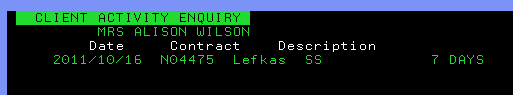 CLIENT ACTIVITY ENQUIRY
MRS ALISON WILSON
Date Contract Description
2011/10/16 N04475 Lefkas SS 7 DAYS